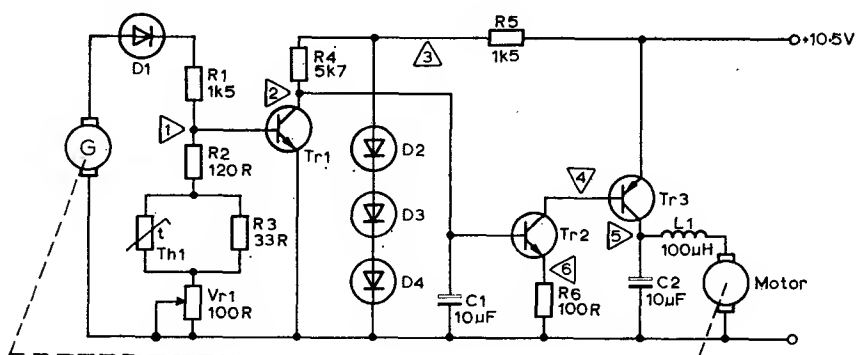 D1
R1
1k5
R4
5k7
R5
1k5
+10·5V
3
2
1
G
R2
120R
Tr1
D2
4
Tr3
t
Th1
R3
33R
D3
Tr2
5
L1
100µH
6
Vr1
100R
D4
C1
10µF
R6
100R
C2
10µF
Motor